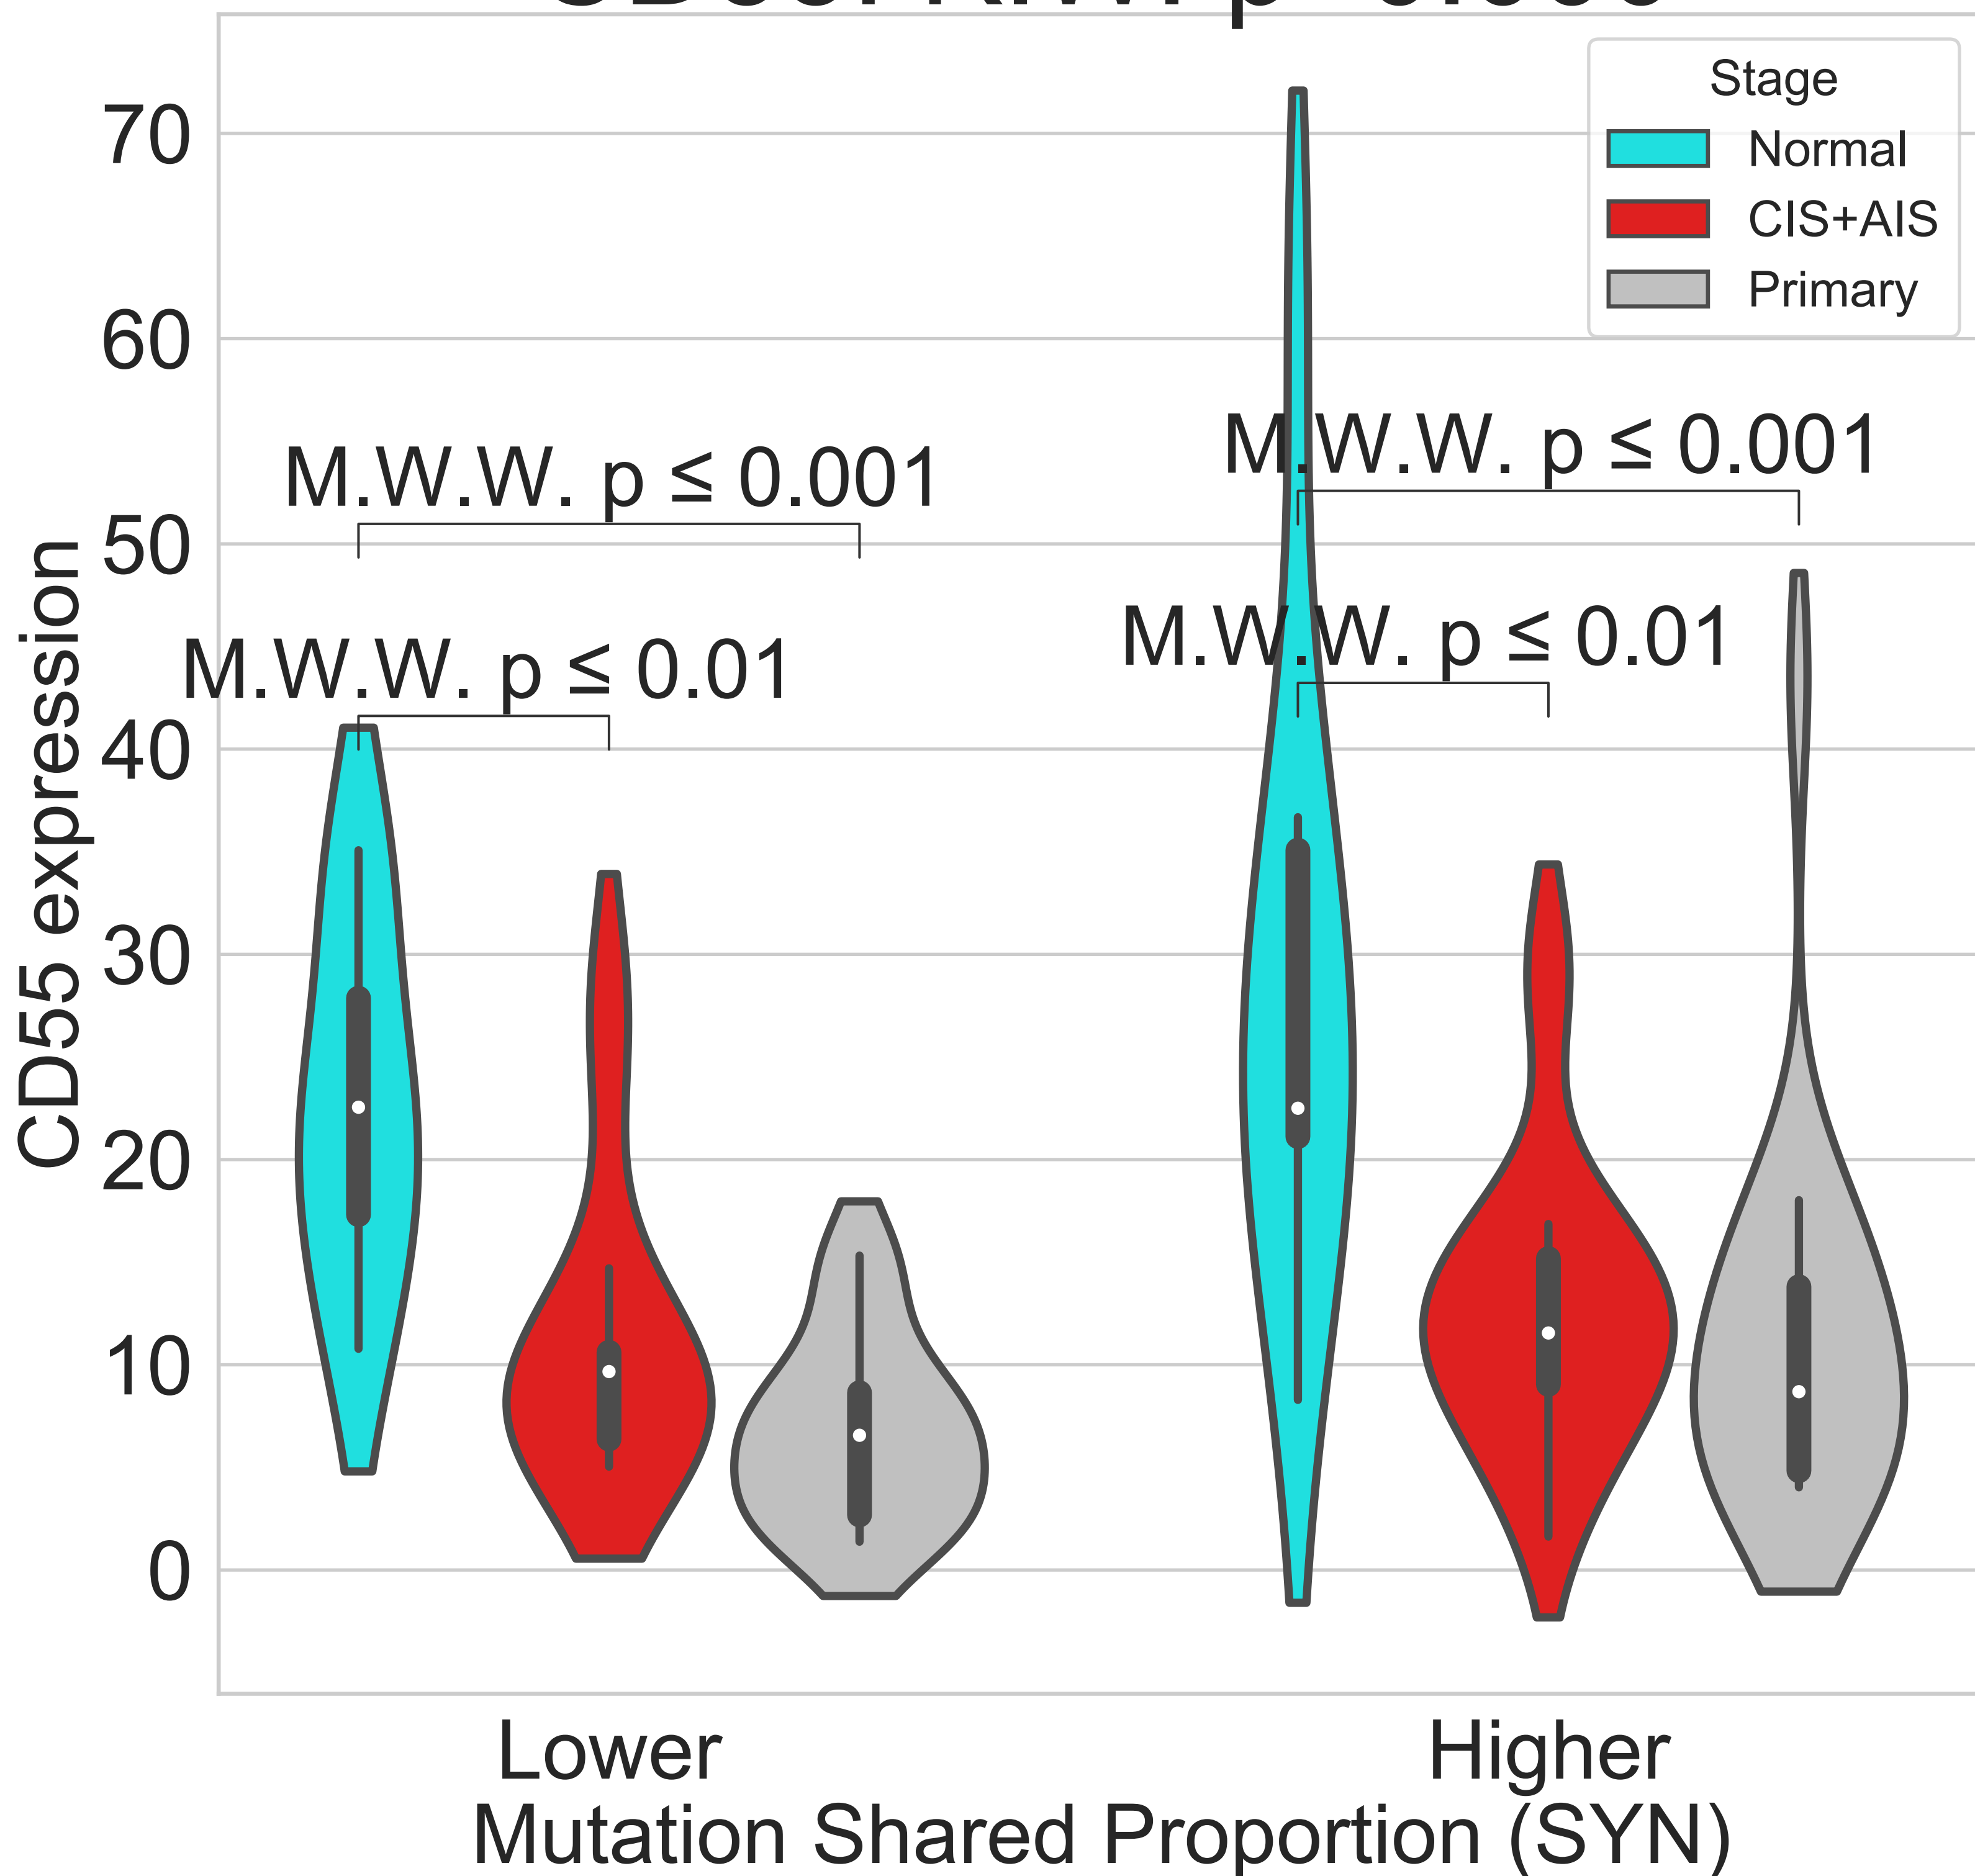 Stage
Normal
CIS+AIS
Primary
70
60
50
40
30
20
10
0
CD55 expression
M.W.W. p ≤ 0.001
M.W.W. p ≤ 0.001
M.W.W. p ≤ 0.01
M.W.W. p ≤ 0.01
Lower
Higher
Mutation Shared Proportion (SYN)